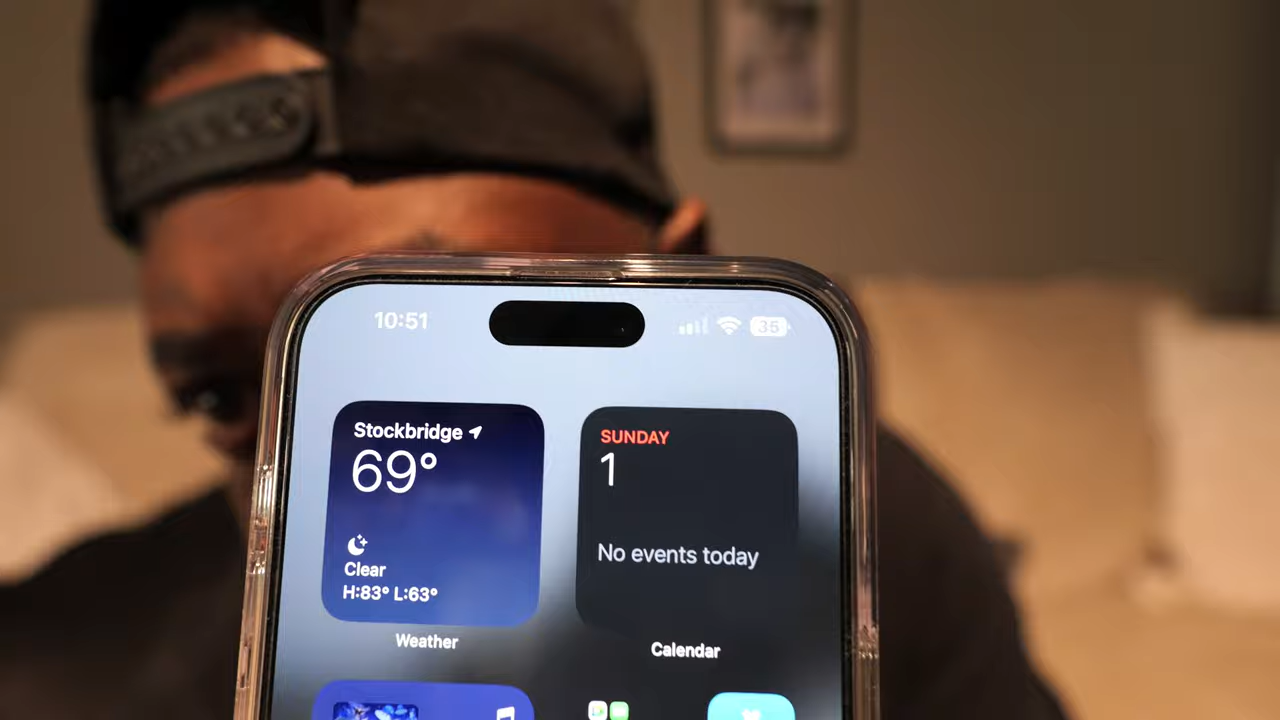 10:51
35
Stockbridge
69°
Clear
H:83° L:63°
Weather
SUNDAY
1
No events today
Calendar